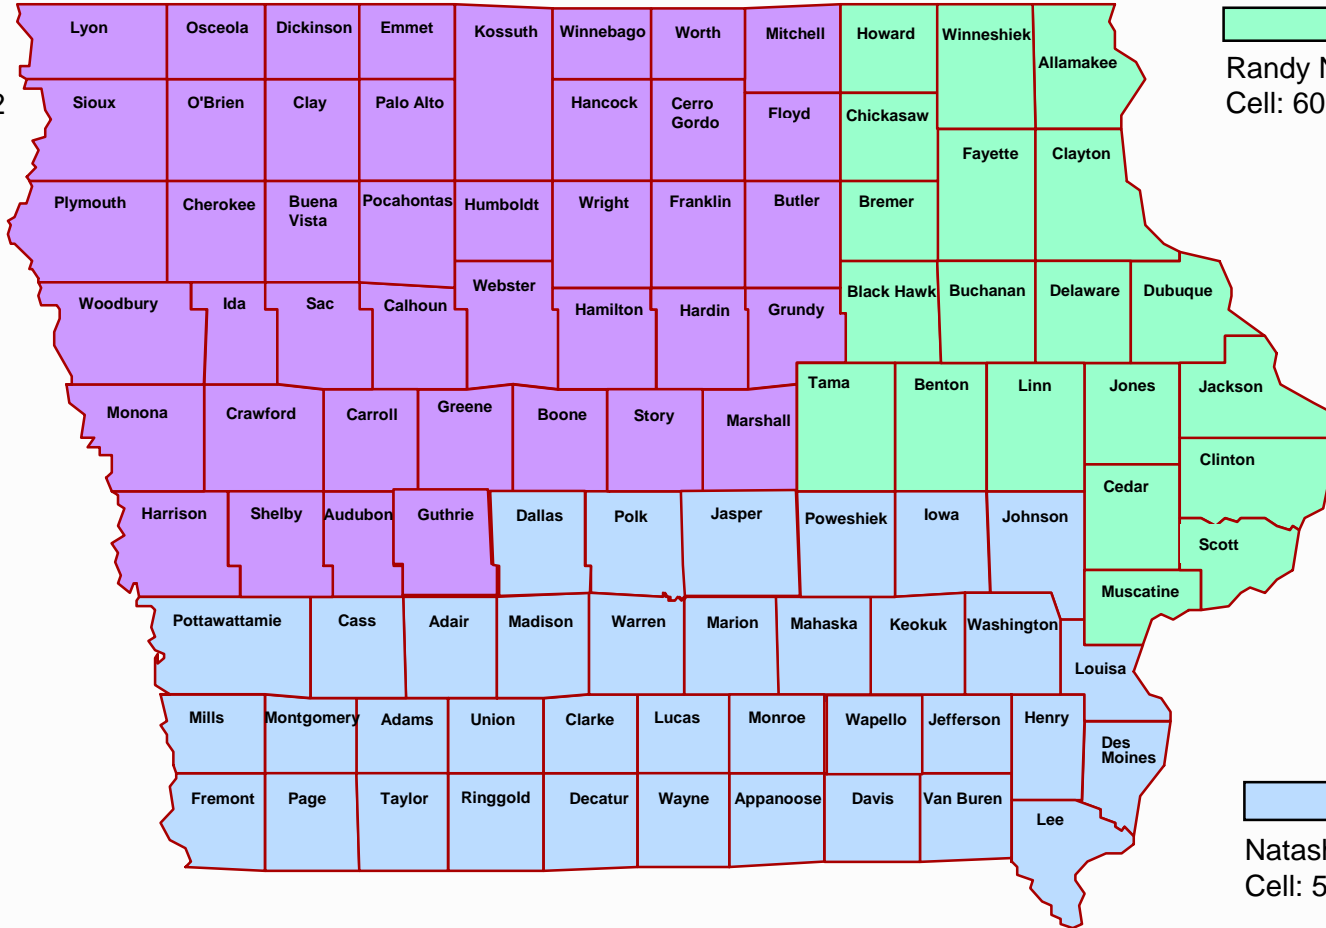 Lyon
Osceola
Dickinson
Emmet
Kossuth
Winnebago
Worth
Mitchell
Howard
Winneshiek
Allamakee
Randy
Cell: 60
2
Sioux
O'Brien
Clay
Palo Alto
Hancock
Cerro
Gordo
Floyd
Chickasaw
Fayette
Clayton
Plymouth
Cherokee
Buena
Vista
Pocahontas
Humboldt
Wright
Franklin
Butler
Bremer
Woodbury
Ida
Sac
Calhoun
Webster
Hamilton
Hardin
Grundy
Black Hawk
Buchanan
Delaware
Dubuque
Monona
Crawford
Carroll
Greene
Boone
Story
Marshall
Tama
Benton
Linn
Jones
Jackson
Clinton
Cedar
Harrison
Shelby
Audubon
Guthrie
Dallas
Polk
Jasper
Poweshiek
Iowa
Johnson
Scott
Muscatine
Pottawattamie
Cass
Adair
Madison
Warren
Marion
Mahaska
Keokuk
Washington
Louisa
Mills
Montgomery
Adams
Union
Clarke
Lucas
Monroe
Wapello
Jefferson
Henry
Des
Moines
Fremont
Page
Taylor
Ringgold
Decatur
Wayne
Appanoose
Davis
Van Buren
Lee
Natash
Cell: 5